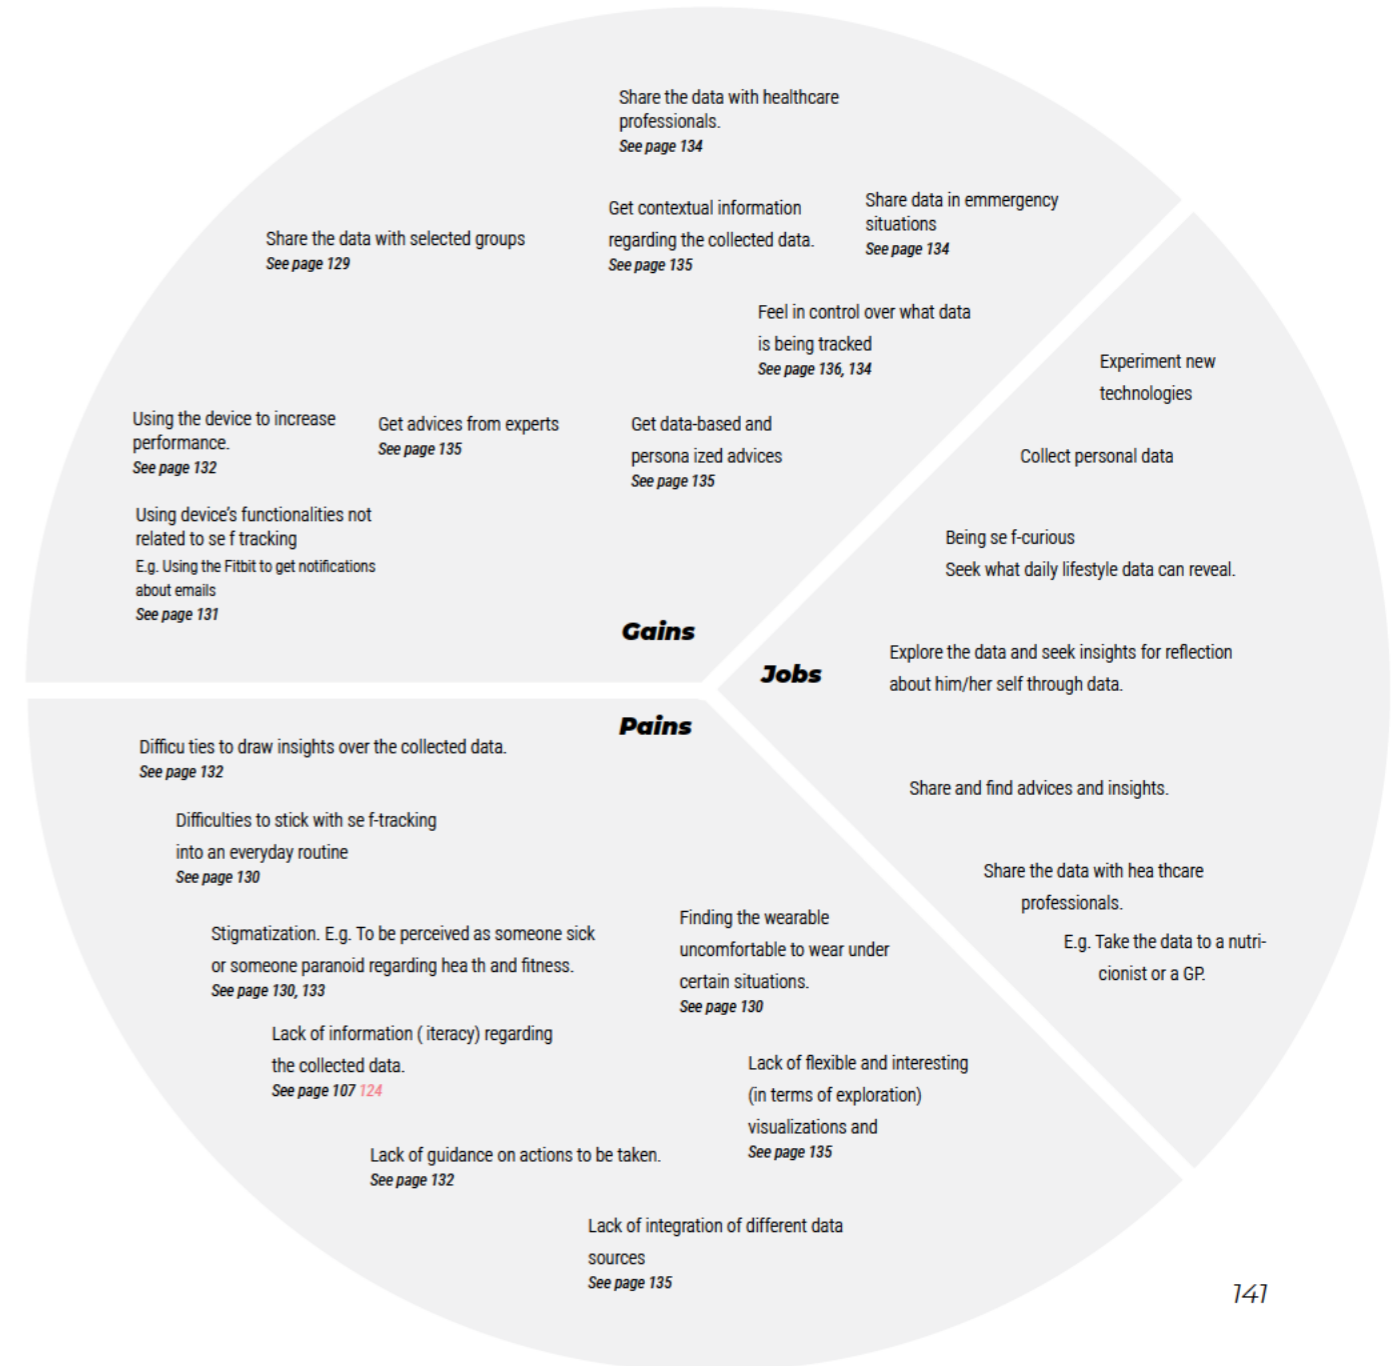 Share the data with healthcare
professionals.
See page 134
Share data in emmergency
situations
See page 134
Get contextual information
regarding the collected data.
See page 135
Share the data with selected groups
See page 129
Feel in control over what data
is being tracked
See page 136, 134
Using the device to increase
performance.
See page 132
Get advices from experts
See page 135
Get data-based and
persona ized advices
See page 135
Using device's functionalities not
related to se f tracking
E.g. Using the Fitbit to get notifications
about emails
See page 131
Gains
Experiment new
technologies
Collect personal data
Being se f-curious
Seek what daily lifestyle data can reveal.
Jobs
Explore the data and seek insights for reflection
about him/her self through data.
Share and find advices and insights.
Share the data with hea thcare
professionals.
E.g. Take the data to a nutri-
cionist or a GP.
Pains
Difficu ties to draw insights over the collected data.
See page 132
Difficulties to stick with se f-tracking
into an everyday routine
See page 130
Stigmatization. E.g. To be perceived as someone sick
or someone paranoid regarding hea th and fitness.
See page 130, 133
Finding the wearable
uncomfortable to wear under
certain situations.
See page 130
Lack of information ( iteracy) regarding
the collected data.
See page 107 124
Lack of flexible and interesting
(in terms of exploration)
visualizations and
See page 135
Lack of guidance on actions to be taken.
See page 132
Lack of integration of different data
sources
See page 135
141